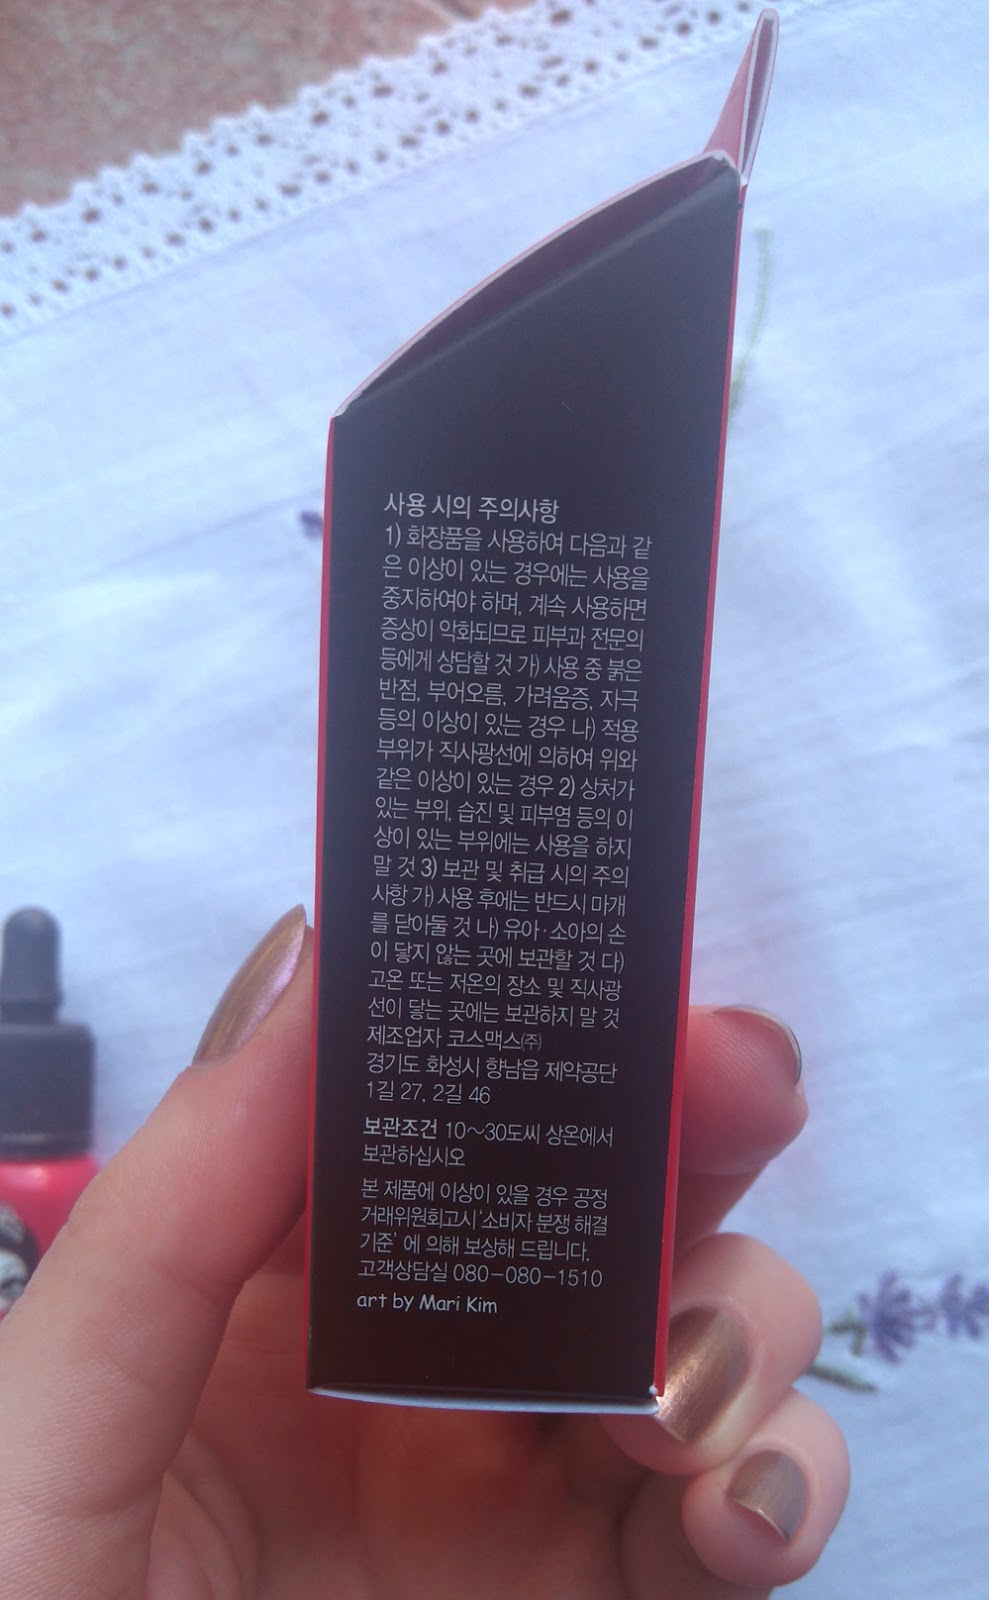 사용 시의 주의사항
1) 화장품을 사용하여 다음과 같
은 이상이 있는 경우에는 사용을
중지하여야 하며, 계속 사용하면
증상이 악화되므로 피부과 전문의
등에게 상담할 것 가) 사용 중 붉은
반점, 부어오름, 가려움증, 자극
등의 이상이 있는 경우 나) 적용
부위가 직사광선에 의하여 위와
같은 이상이 있는 경우 2) 상처가
있는 부위, 습진 및 피부염 등의 이
상이 있는 부위에는 사용을 하지
말 것 3) 보관 및 취급 시의 주의
사항 가) 사용 후에는 반드시 마개
를 닫아둘 것 나) 유아·소아의 손
이 닿지 않는 곳에 보관할 것 다)
고온 또는 저온의 장소 및 직사광
선이 닿는 곳에는 보관하지 말 것
제조업자 코스맥스㈜
경기도 화성시 향남읍 제약공단
1길 27, 2길 46
보관조건 10~30도씨 상온에서
보관하십시오
본 제품에 이상이 있을 경우 공정
거래위원회고시 '소비자 분쟁 해결
기준' 에 의해 보상해 드립니다.
고객상담실 080-080-1510
art by Mari Kim